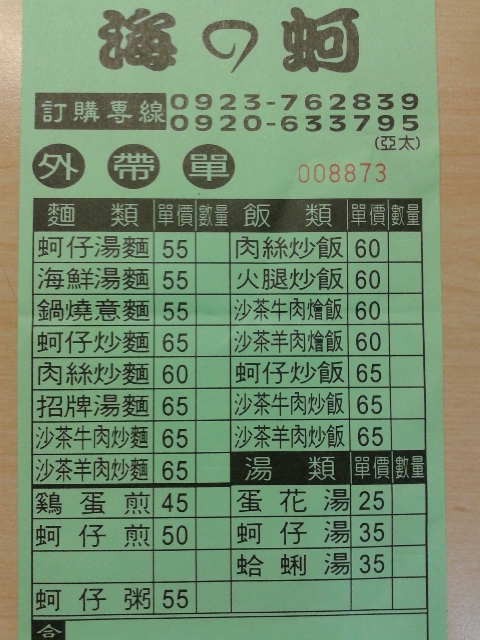 海の蚵
訂購專線 0923-762839
0920-633795
(亞太)
外帶單 008873
麵類 單價 數量 飯類 單價 數量
蚵仔湯麵 55 肉絲炒飯 60
海鮮湯麵 55 火腿炒飯 60
鍋燒意麵 55 沙茶牛肉燴飯 60
蚵仔炒麵 65 沙茶羊肉燴飯 60
肉絲炒麵 60 蚵仔炒飯 65
招牌湯麵 65 沙茶牛肉炒飯 65
沙茶牛肉炒麵 65 沙茶羊肉炒飯 65
沙茶羊肉炒麵 65 湯類 單價 數量
鷄蛋煎 45 蛋花湯 25
蚵仔煎 50 蚵仔湯 35
蛤蜊湯 35
蚵仔粥 55
合